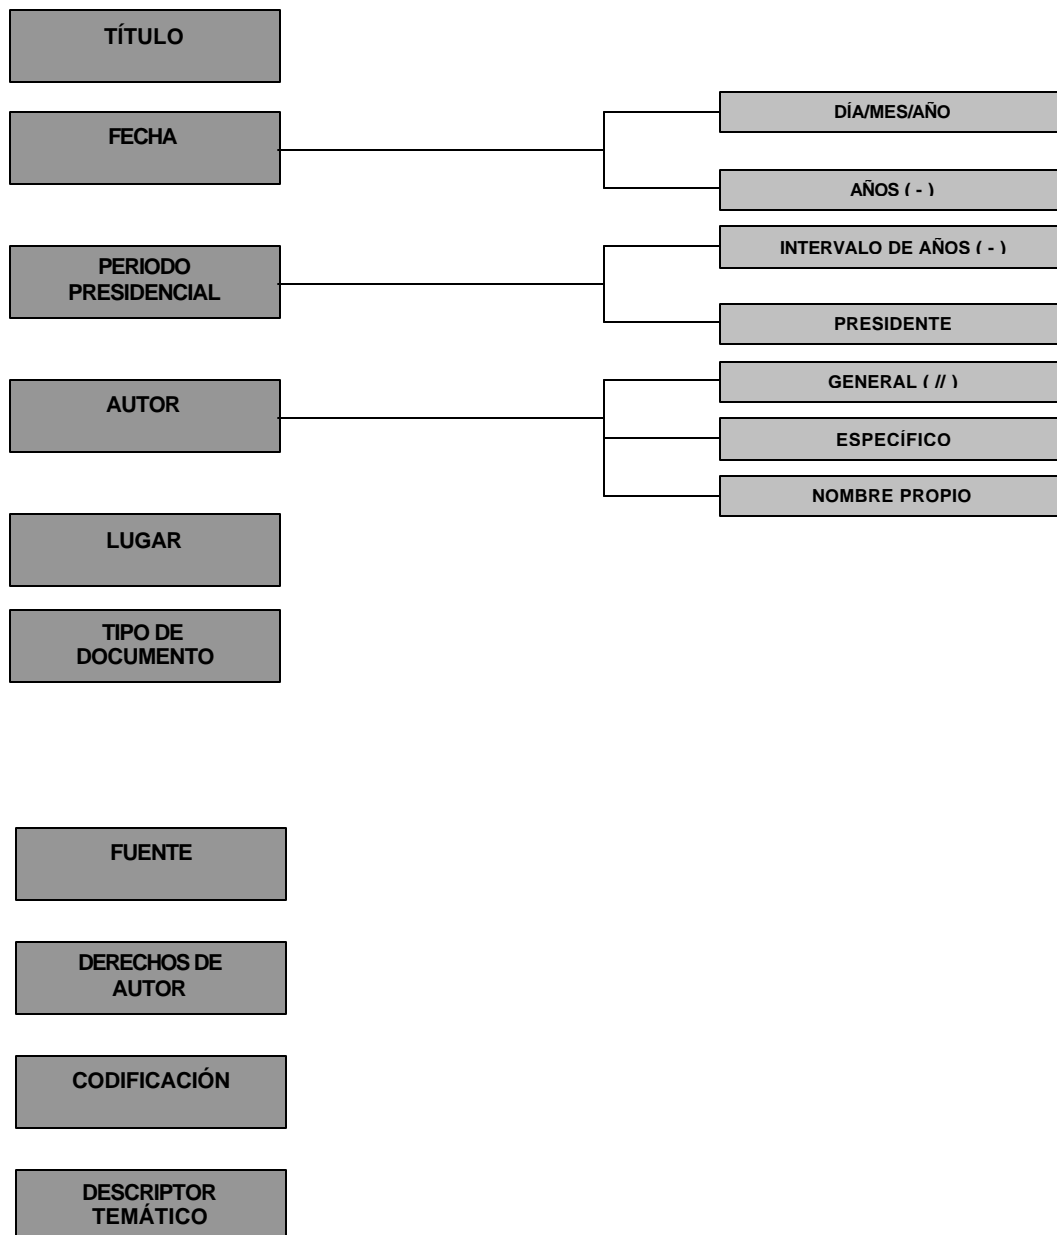 TÍTULO
FECHA
DÍA/MES/AÑO
AÑOS ( - )
PERIODO
PRESIDENCIAL
INTERVALO DE AÑOS ( - )
PRESIDENTE
AUTOR
GENERAL ( // )
ESPECÍFICO
NOMBRE PROPIO
LUGAR
TIPO DE
DOCUMENTO
FUENTE
DERECHOS DE
AUTOR
CODIFICACIÓN
DESCRIPTOR
TEMÁTICO